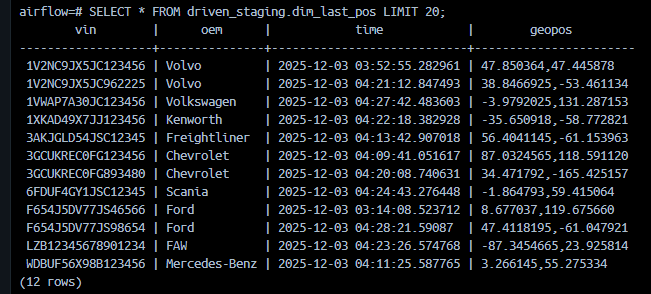 airflow=# SELECT * FROM driven_staging.dim_last_pos LIMIT 20;
vin | oem | time | geopos
-------------------+---------------+----------------------------+-----------------------
1V2NC9JX5JC123456 | Volvo | 2025-12-03 03:52:55.282961 | 47.850364,47.445878
1V2NC9JX5JC962225 | Volvo | 2025-12-03 04:21:12.847493 | 38.8466925,-53.461134
1VWAP7A30JC123456 | Volkswagen | 2025-12-03 04:27:42.483603 | -3.9792025,131.287153
1XKAD49X7JJ123456 | Kenworth | 2025-12-03 04:22:18.382928 | -35.650918,-58.772821
3AKJGLD54JSC12345 | Freightliner | 2025-12-03 04:13:42.907018 | 56.4041145,-61.153963
3GCUKREC0FG123456 | Chevrolet | 2025-12-03 04:09:41.051617 | 87.0324565,118.591120
3GCUKREC0FG893480 | Chevrolet | 2025-12-03 04:20:08.740631 | 34.471792,-165.425157
6FDUF4GY1JSC12345 | Scania | 2025-12-03 04:24:43.276448 | -1.864793,59.415064
F654J5DV77JS46566 | Ford | 2025-12-03 03:14:08.523712 | 8.677037,119.675660
F654J5DV77JS98654 | Ford | 2025-12-03 04:28:21.59087 | 47.4118195,-61.047921
LZB12345678901234 | FAW | 2025-12-03 04:23:26.574768 | -87.3454665,23.925814
WDBUF56X98B123456 | Mercedes-Benz | 2025-12-03 04:11:25.587765 | 3.266145,55.275334
(12 rows)